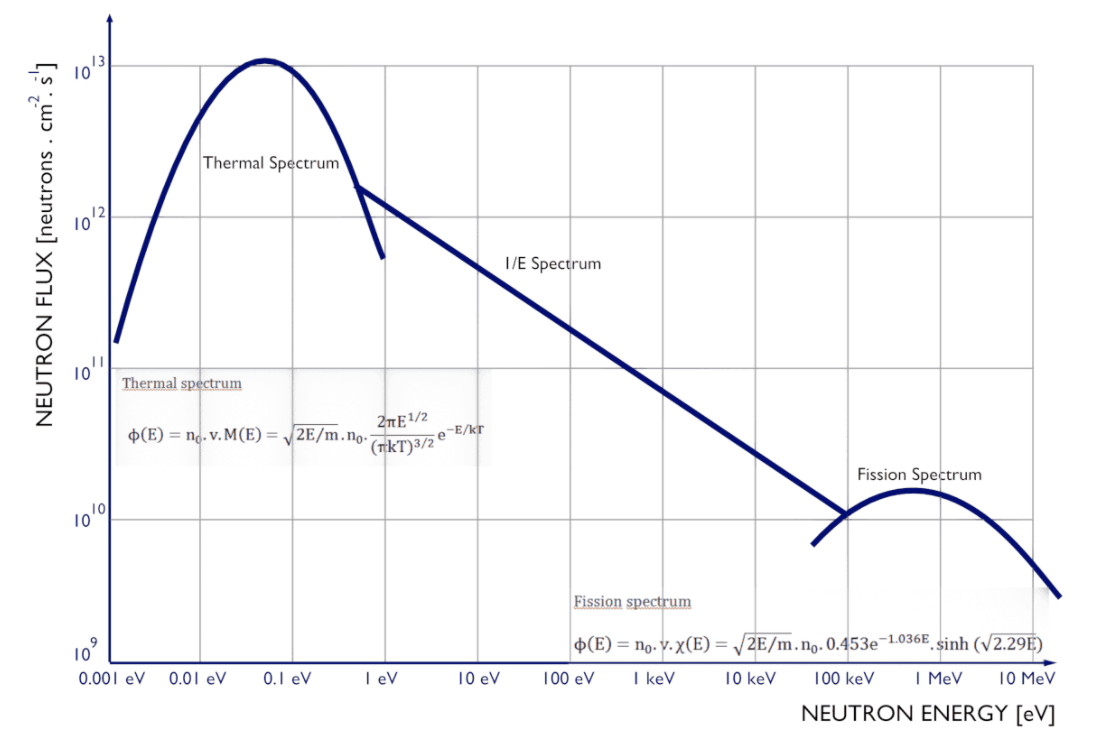 NEUTRON FLUX [neutrons . cm⁻² . s⁻¹]
10¹³
10¹²
10¹¹
10¹⁰
10⁹
Thermal Spectrum
1/E Spectrum
Fission Spectrum
Thermal spectrum
ϕ(E) = n₀.v.M(E) = √2E/m.n₀.2πE^1/2/(πkT)^3/2 e^−E/kT
Fission spectrum
ϕ(E) = n₀.v.χ(E) = √2E/m.n₀.0.453e^−1.036E.sinh (√2.29E)
0.001 eV 0.01 eV 0.1 eV 1 eV 10 eV 100 eV 1 keV 10 keV 100 keV 1 MeV 10 MeV
NEUTRON ENERGY [eV]